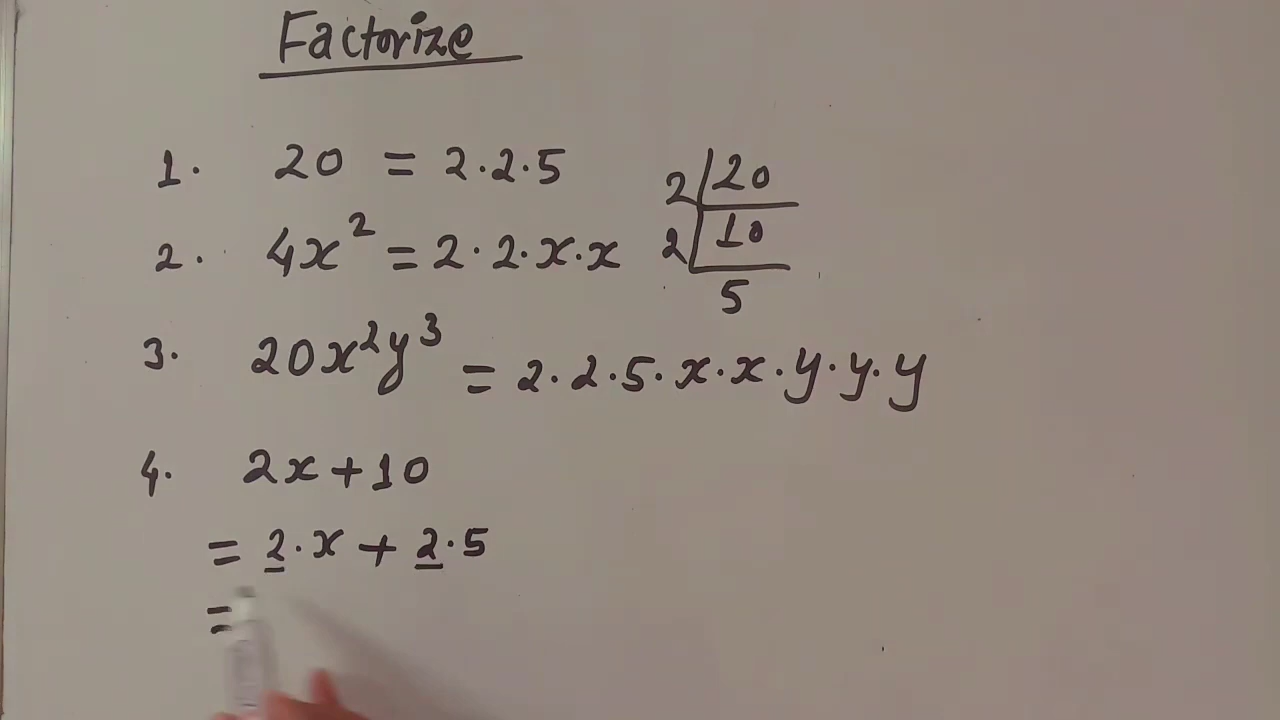 Factorize
1. 20 = 2·2·5
2. 4x² = 2·2·x·x
2 20
2 10
5
3. 20x²y³ = 2·2·5·x·x·y·y·y
4. 2x+10
= 2·x + 2·5
=